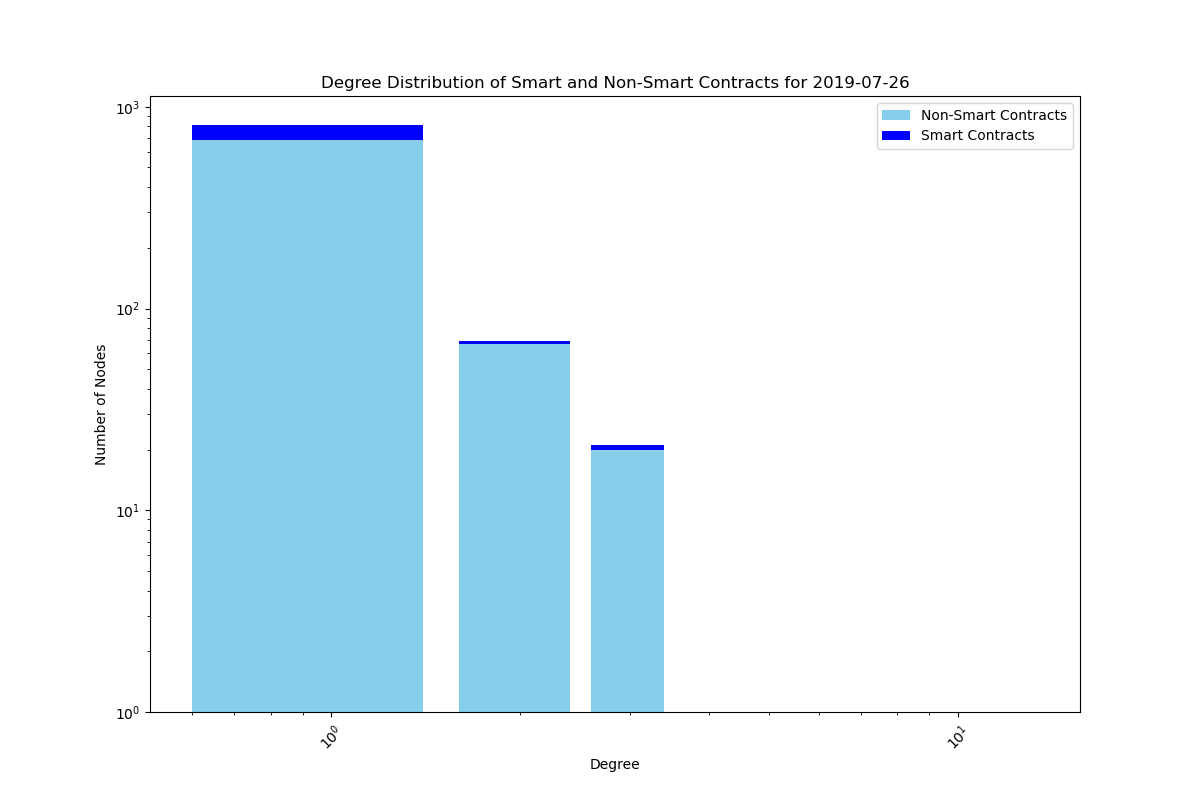 Degree Distribution of Smart and Non-Smart Contracts for 2019-07-26
Non-Smart Contracts
Smart Contracts
10³
10²
10¹
10⁰
Number of Nodes
10⁰
10¹
Degree